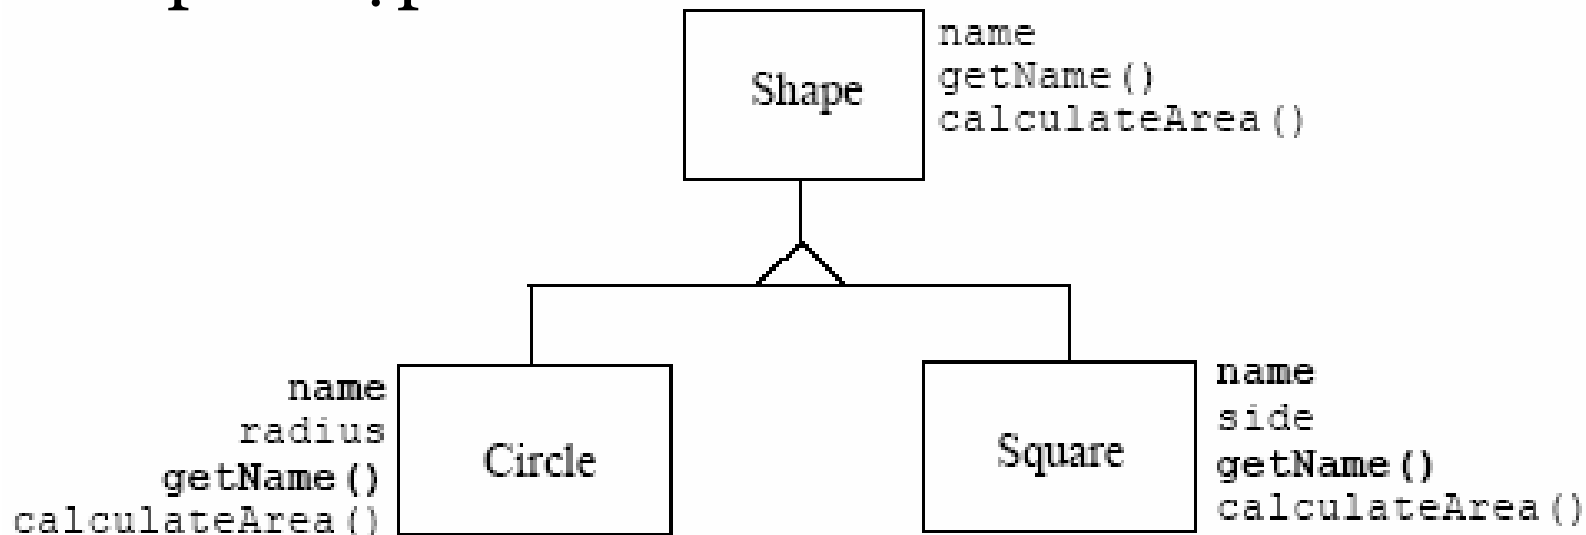 name
getName()
calculateArea()
Shape
name
radius
getName()
calculateArea()
Circle
name
side
getName()
calculateArea()
Square